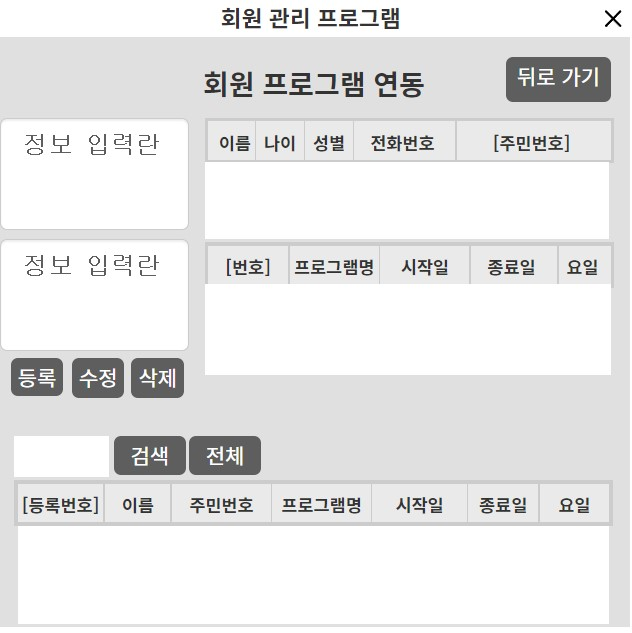 회원 관리 프로그램
회원 프로그램 연동
뒤로 가기
정보 입력란
이름 나이 성별 전화번호 [주민번호]
정보 입력란
[번호] 프로그램명 시작일 종료일 요일
등록 수정 삭제
검색 전체
[등록번호] 이름 주민번호 프로그램명 시작일 종료일 요일